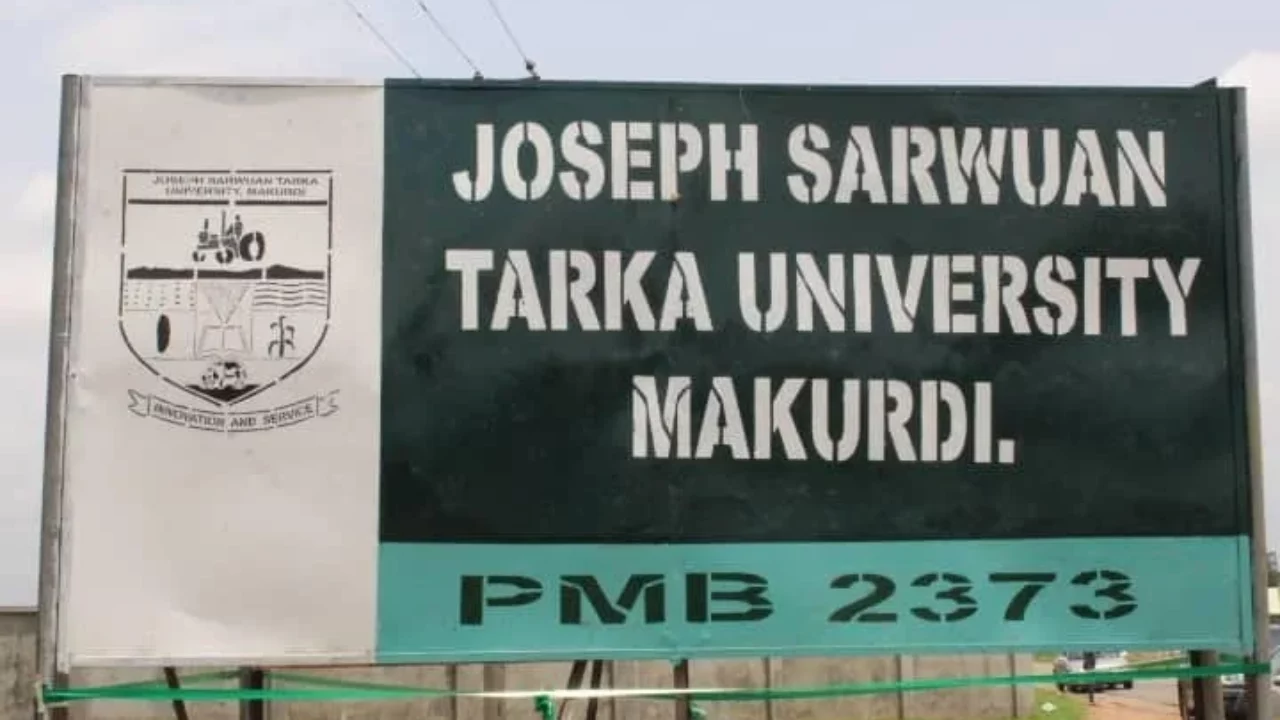 JOSEPH SARWUAN TARKA
UNIVERSITY, MAKURDI
INNOVATION AND SERVICE
JOSEPH SARWUAN
TARKA UNIVERSITY
MAKURDI.
PMB 2373